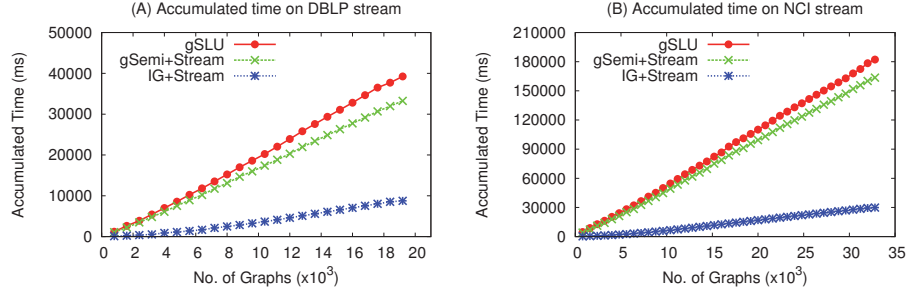 (A) Accumulated time on DBLP stream
50000
40000
30000
20000
10000
0
Accumulated Time (ms)
gSLU
gSemi+Stream
IG+Stream
0 2 4 6 8 10 12 14 16 18 20
No. of Graphs (x10³)
(B) Accumulated time on NCI stream
210000
180000
150000
120000
90000
60000
30000
0
Accumulated Time (ms)
gSLU
gSemi+Stream
IG+Stream
0 5 10 15 20 25 30 35
No. of Graphs (x10³)